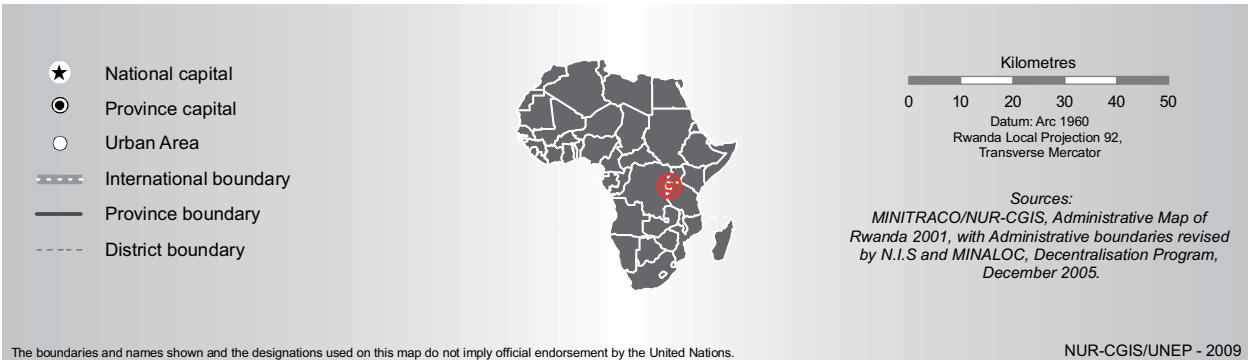 National capital
Province capital
Urban Area
International boundary
Province boundary
District boundary
Kilometres
0 10 20 30 40 50
Datum: Arc 1960
Rwanda Local Projection 92,
Transverse Mercator
Sources:
MINITRACO/NUR-CGIS, Administrative Map of
Rwanda 2001, with Administrative boundaries revised
by N.I.S and MINALOC, Decentralisation Program,
December 2005.
The boundaries and names shown and the designations used on this map do not imply official endorsement by the United Nations.
NUR-CGIS/UNEP - 2009